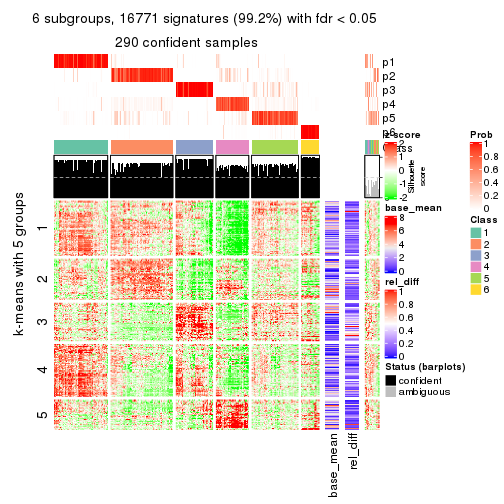 6 subgroups, 16771 signatures (99.2%) with fdr < 0.05
290 confident samples
p1
p2
p3
p4
p5
p6
Class
Silhouette
score
k-means with 5 groups
1
2
3
4
5
base_mean
rel_diff
z-score
2
1
0
-1
-2
base_mean
8
6
4
2
0
rel_diff
1
0.8
0.6
0.4
0.2
0
Status (barplots)
confident
ambiguous
Prob
1
0.8
0.6
0.4
0.2
0
Class
1
2
3
4
5
6